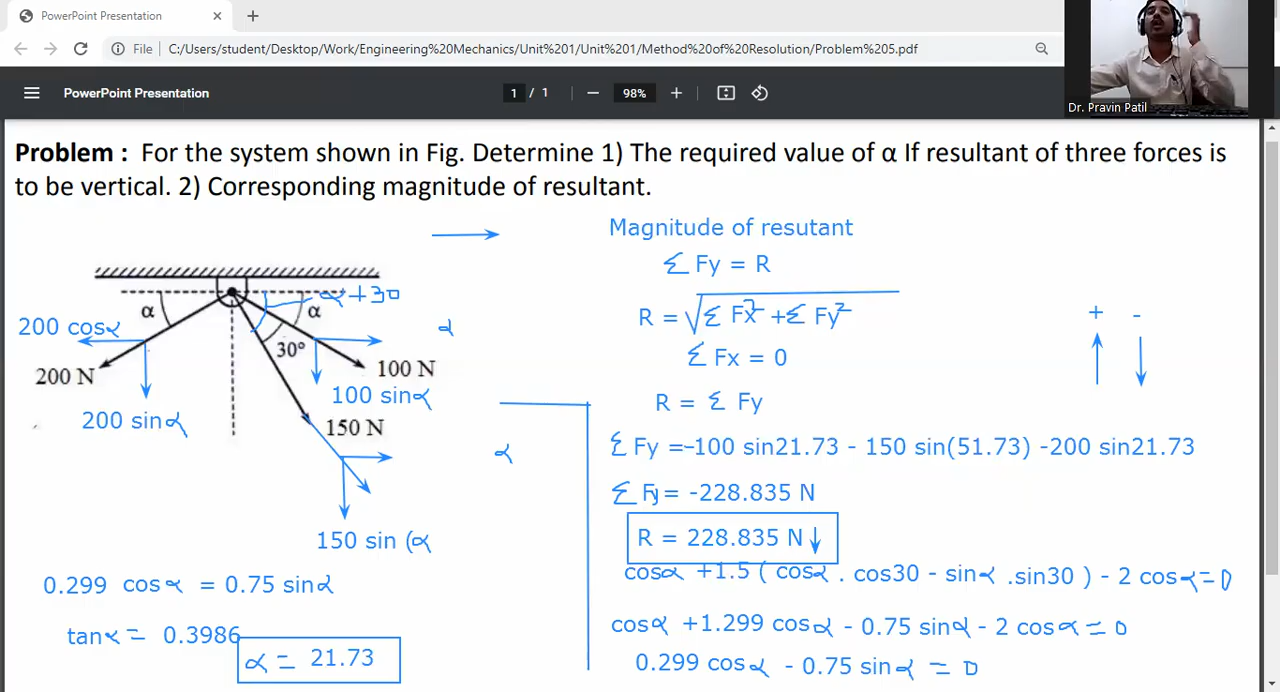 PowerPoint Presentation
File C:/Users/student/Desktop/Work/Engineering%20Mechanics/Unit%201/Unit%201/Method%20of%20Resolution/Problem%205.pdf
Dr. Pravin Patil
PowerPoint Presentation 1 / 1 98%
Problem : For the system shown in Fig. Determine 1) The required value of α If resultant of three forces is
to be vertical. 2) Corresponding magnitude of resultant.
Magnitude of resutant
Σ Fy = R
R = √Σ Fx² + Σ Fy²
Σ Fx = 0
R = Σ Fy
+ -
α+30
α α
200 cosα
α
30°
200 N
100 N
100 sinα
200 sinα
150 N
α
150 sin (α
Σ Fy =-100 sin21.73 - 150 sin(51.73) -200 sin21.73
Σ Fy = -228.835 N
R = 228.835 N ↓
cosα +1.5 ( cosα . cos30 - sinα .sin30 ) - 2 cosα = 0
cosα +1.299 cosα - 0.75 sinα - 2 cosα = 0
0.299 cosα - 0.75 sinα = 0
0.299 cosα = 0.75 sinα
tanα = 0.3986
α = 21.73